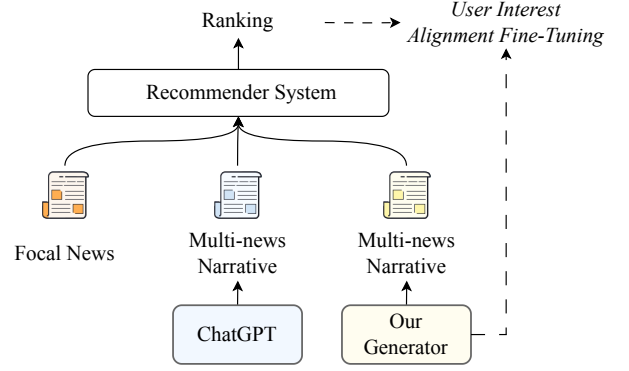 Ranking
User Interest
Alignment Fine-Tuning
Recommender System
Focal News
Multi-news
Narrative
Multi-news
Narrative
ChatGPT
Our
Generator